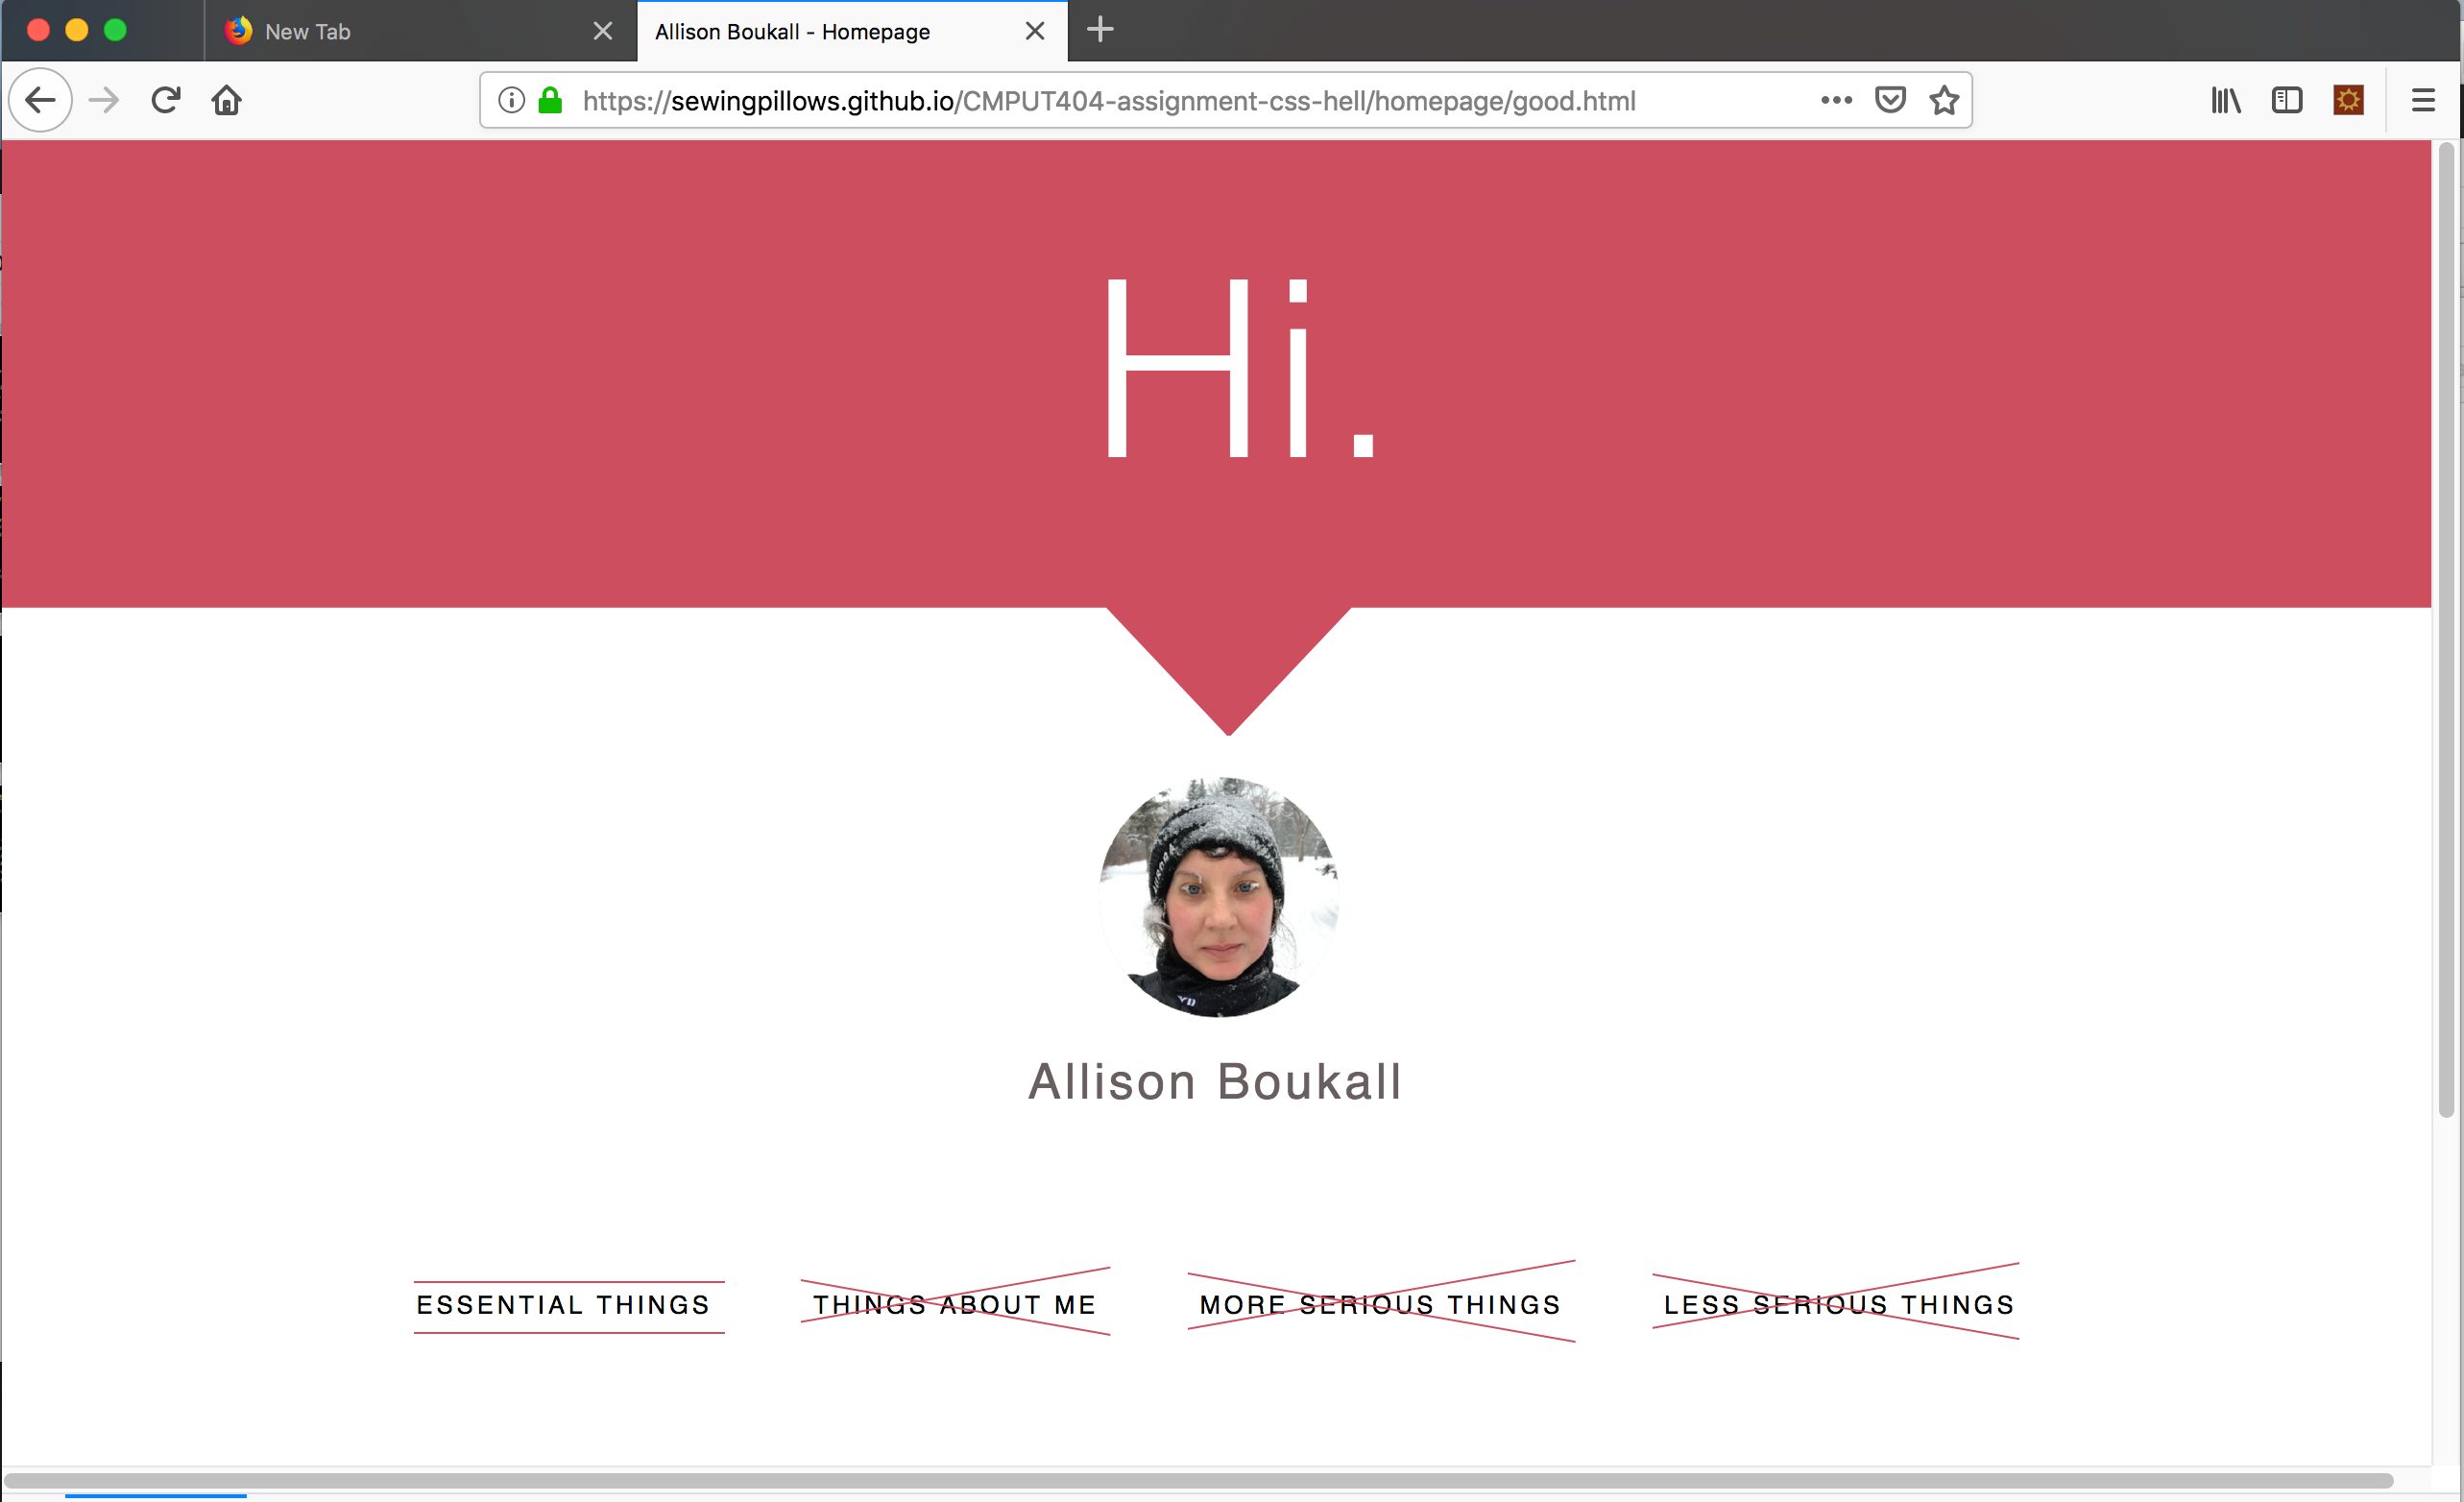 New Tab
Allison Boukall - Homepage
https://sewingpillows.github.io/CMPUT404-assignment-css-hell/homepage/good.html
Hi.
Allison Boukall
ESSENTIAL THINGS
THINGS ABOUT ME
MORE SERIOUS THINGS
LESS SERIOUS THINGS